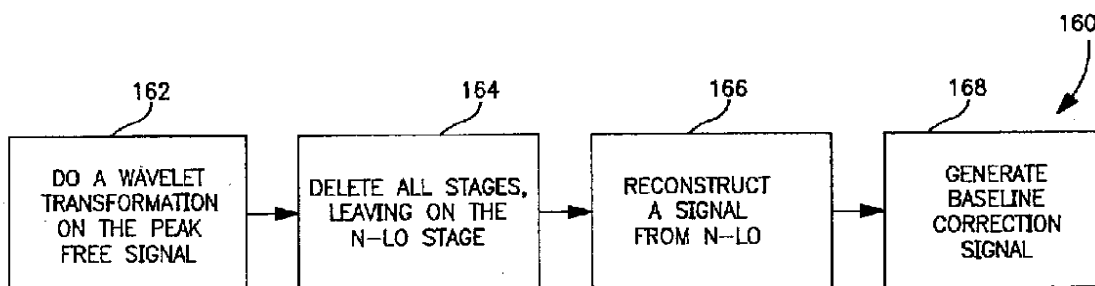 160
162
164
166
168
DO A WAVELET
TRANSFORMATION
ON THE PEAK
FREE SIGNAL
DELETE ALL STAGES,
LEAVING ON THE
N-LO STAGE
RECONSTRUCT
A SIGNAL
FROM N-LO
GENERATE
BASELINE
CORRECTION
SIGNAL